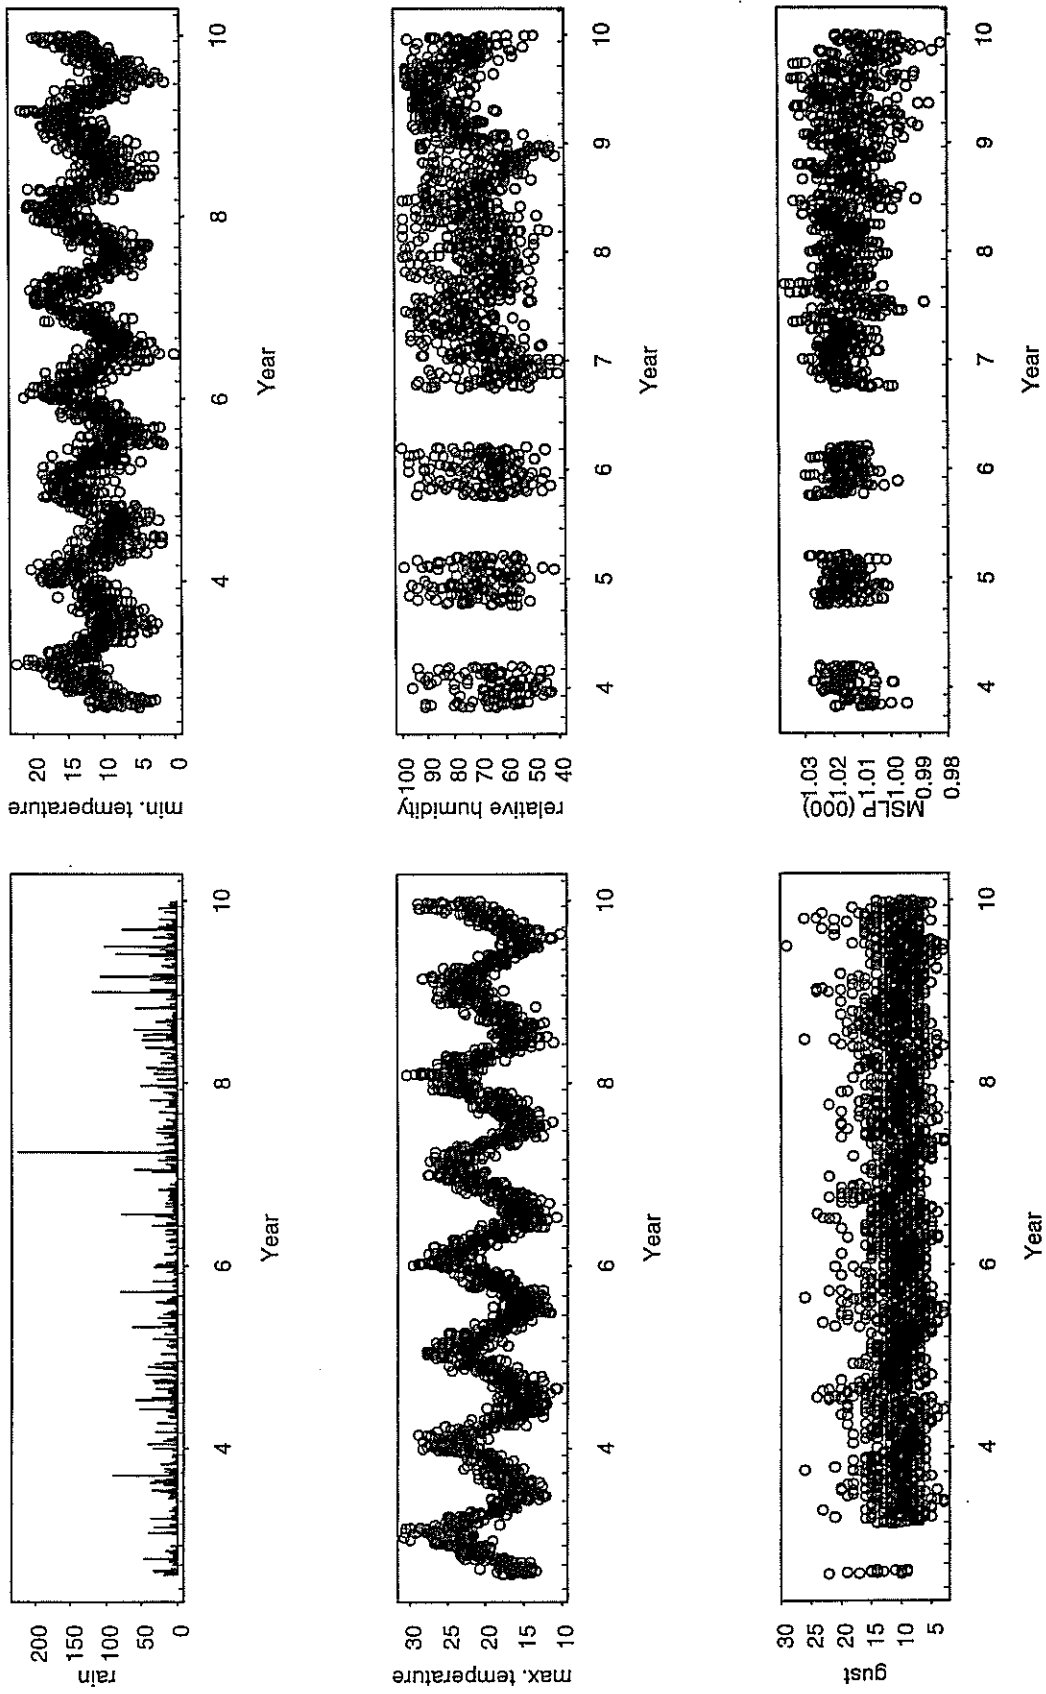 rain
200
150
100
50
0
4 6 8 10
Year
min. temperature
20
15
10
5
0
4 6 8 10
Year
max. temperature
30
25
20
15
10
4 6 8 10
Year
relative humidity
100
90
80
70
60
50
40
4 5 6 7 8 9 10
Year
gust
30
25
20
15
10
5
4 6 8 10
Year
MSLP (000)
1.03
1.02
1.01
1.00
0.99
0.98
4 5 6 7 8 9 10
Year